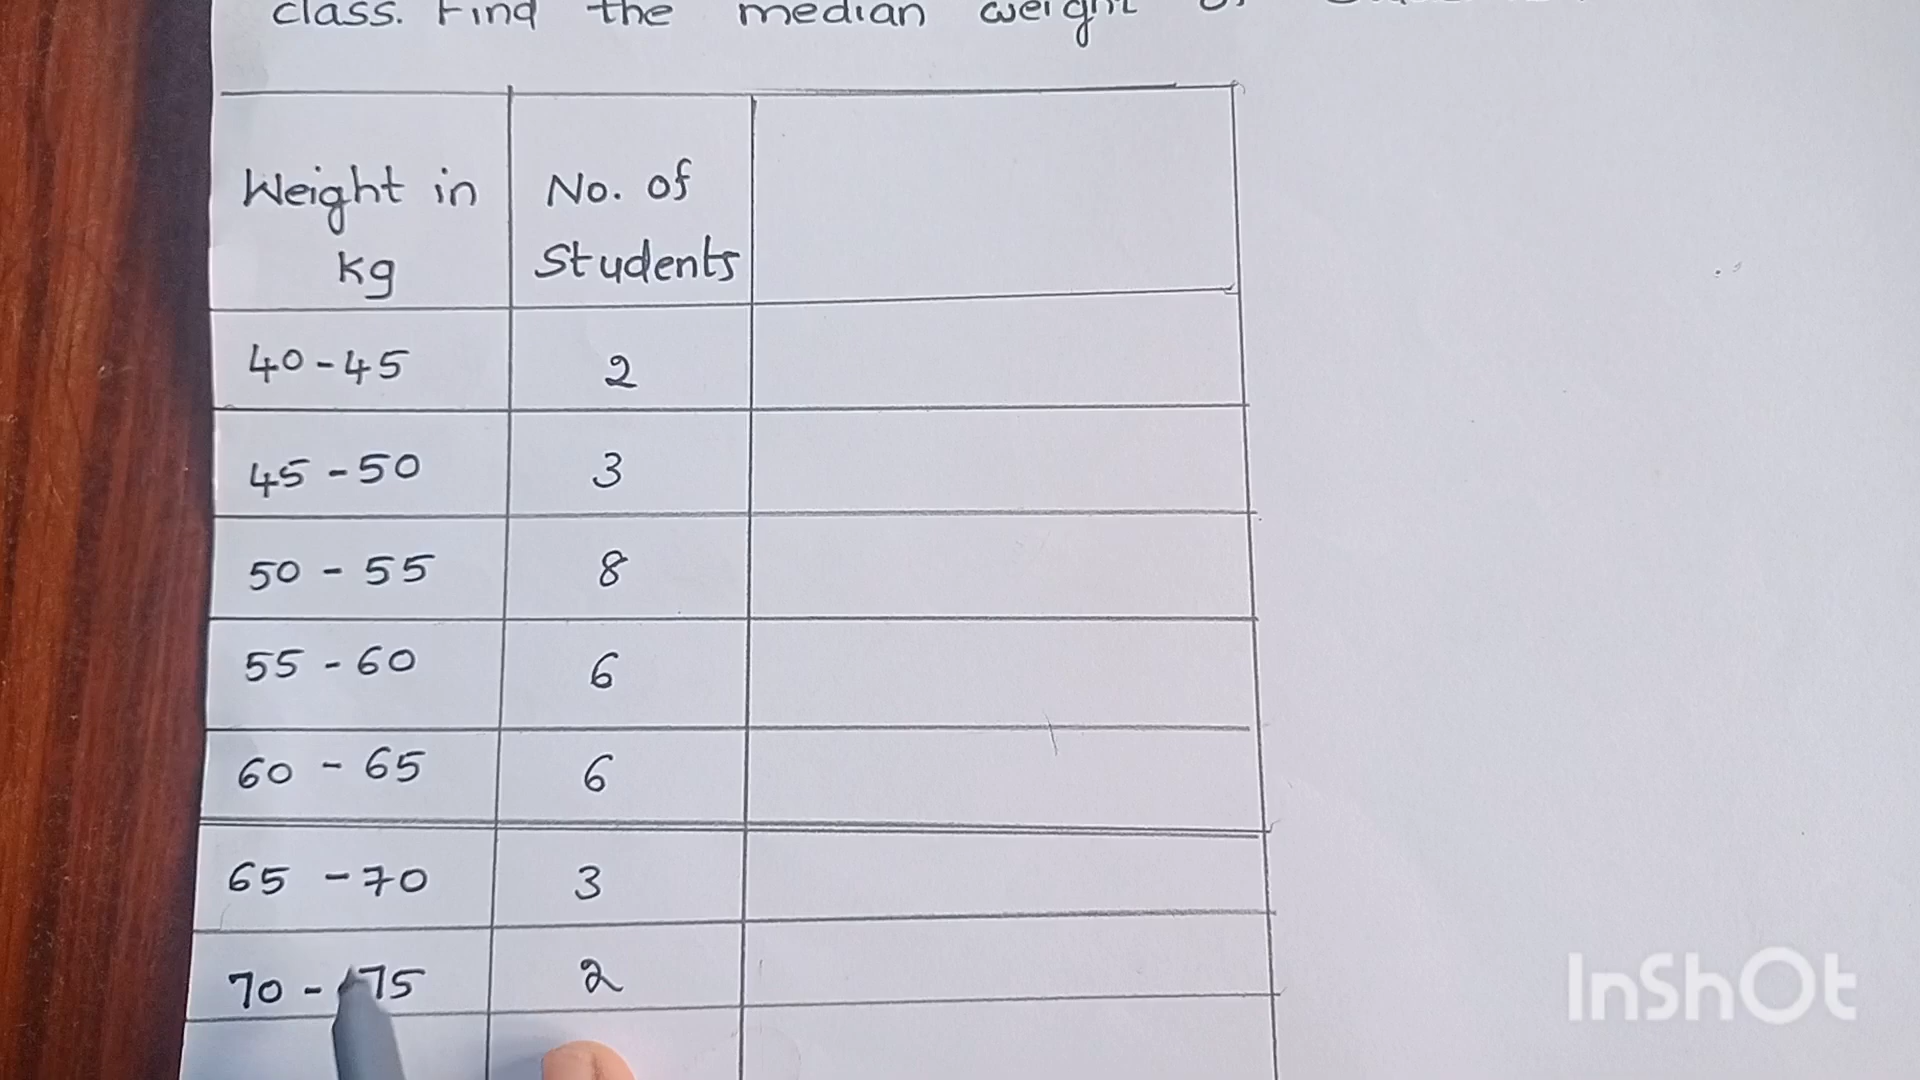 class. Find the median weight
Weight in kg No. of Students
40-45 2
45-50 3
50-55 8
55-60 6
60-65 6
65-70 3
70-75 2
InShOt